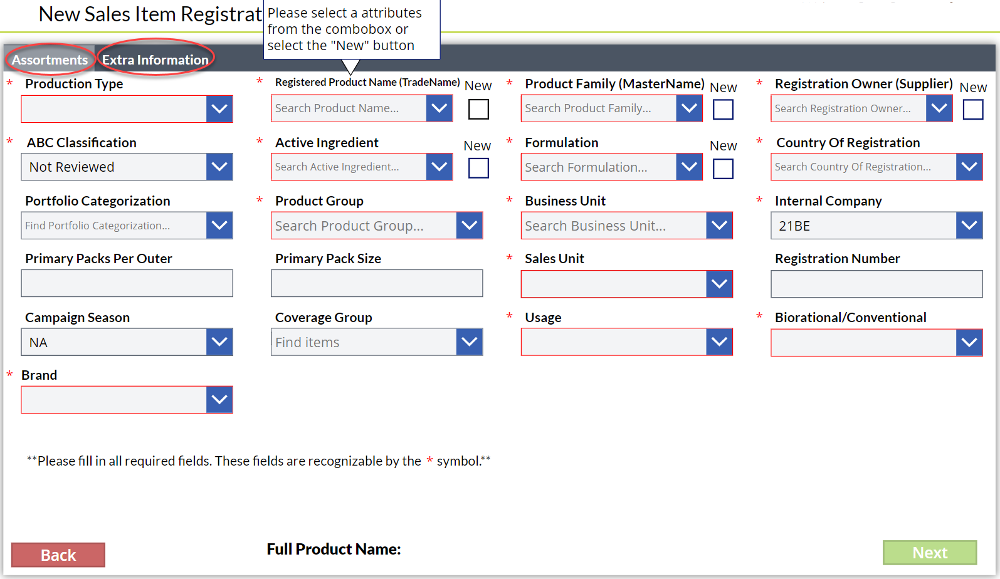 New Sales Item Registrat
Please select a attributes
from the combobox or
select the "New" button
Assortments Extra Information
* Production Type * Registered Product Name (TradeName) New * Product Family (MasterName) New * Registration Owner (Supplier) New
Search Product Name... Search Product Family... Search Registration Owner...
* ABC Classification * Active Ingredient New * Formulation New * Country Of Registration
Not Reviewed Search Active Ingredient... Search Formulation... Search Country Of Registration...
Portfolio Categorization * Product Group * Business Unit * Internal Company
Find Portfolio Categorization... Search Product Group... Search Business Unit... 21BE
Primary Packs Per Outer Primary Pack Size * Sales Unit Registration Number
Campaign Season Coverage Group * Usage * Biorational/Conventional
NA Find items
* Brand
**Please fill in all required fields. These fields are recognizable by the * symbol.**
Back Full Product Name: Next